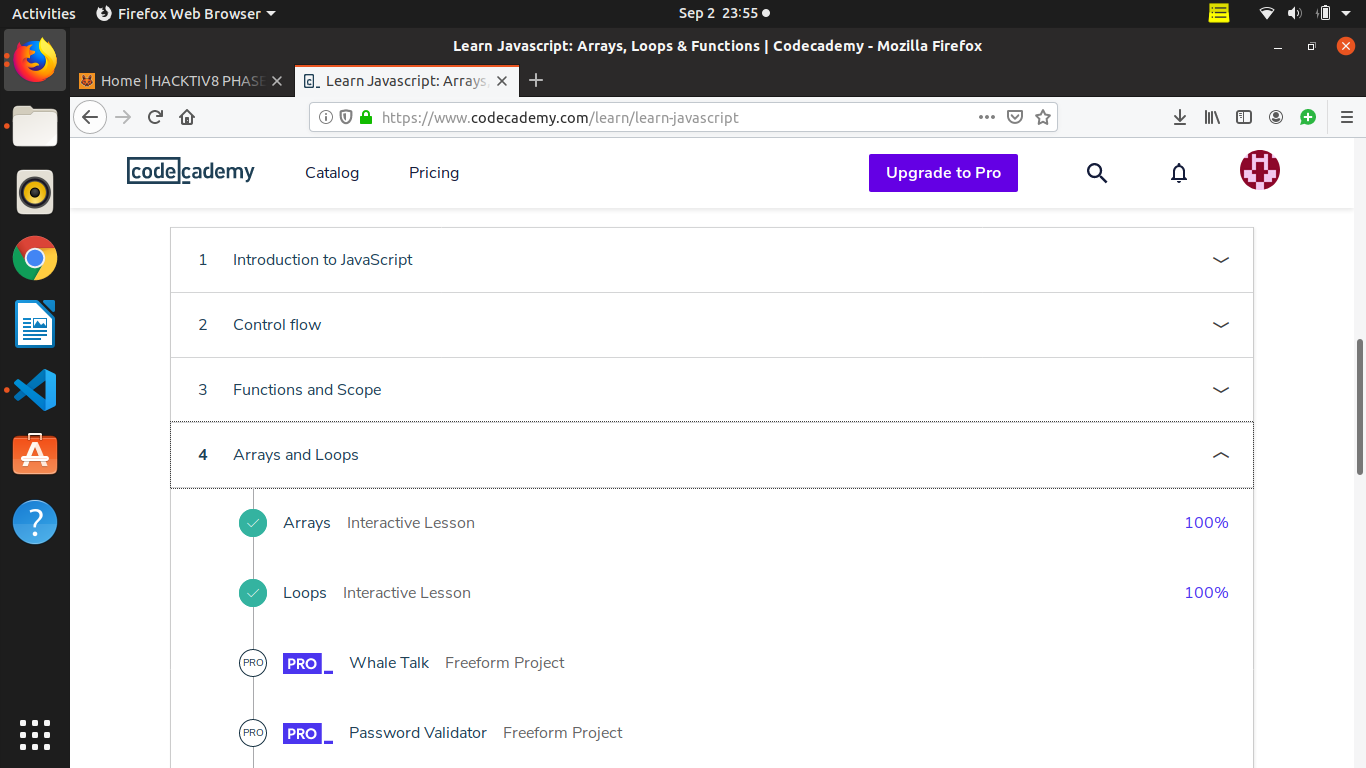 Activities Firefox Web Browser Sep 2 23:55
Learn Javascript: Arrays, Loops & Functions | Codecademy - Mozilla Firefox
Home | HACKTIV8 PHASE Learn Javascript: Arrays,
https://www.codecademy.com/learn/learn-javascript
codecademy Catalog Pricing Upgrade to Pro
1 Introduction to JavaScript
2 Control flow
3 Functions and Scope
4 Arrays and Loops
Arrays Interactive Lesson 100%
Loops Interactive Lesson 100%
PRO PRO_ Whale Talk Freeform Project
PRO PRO_ Password Validator Freeform Project